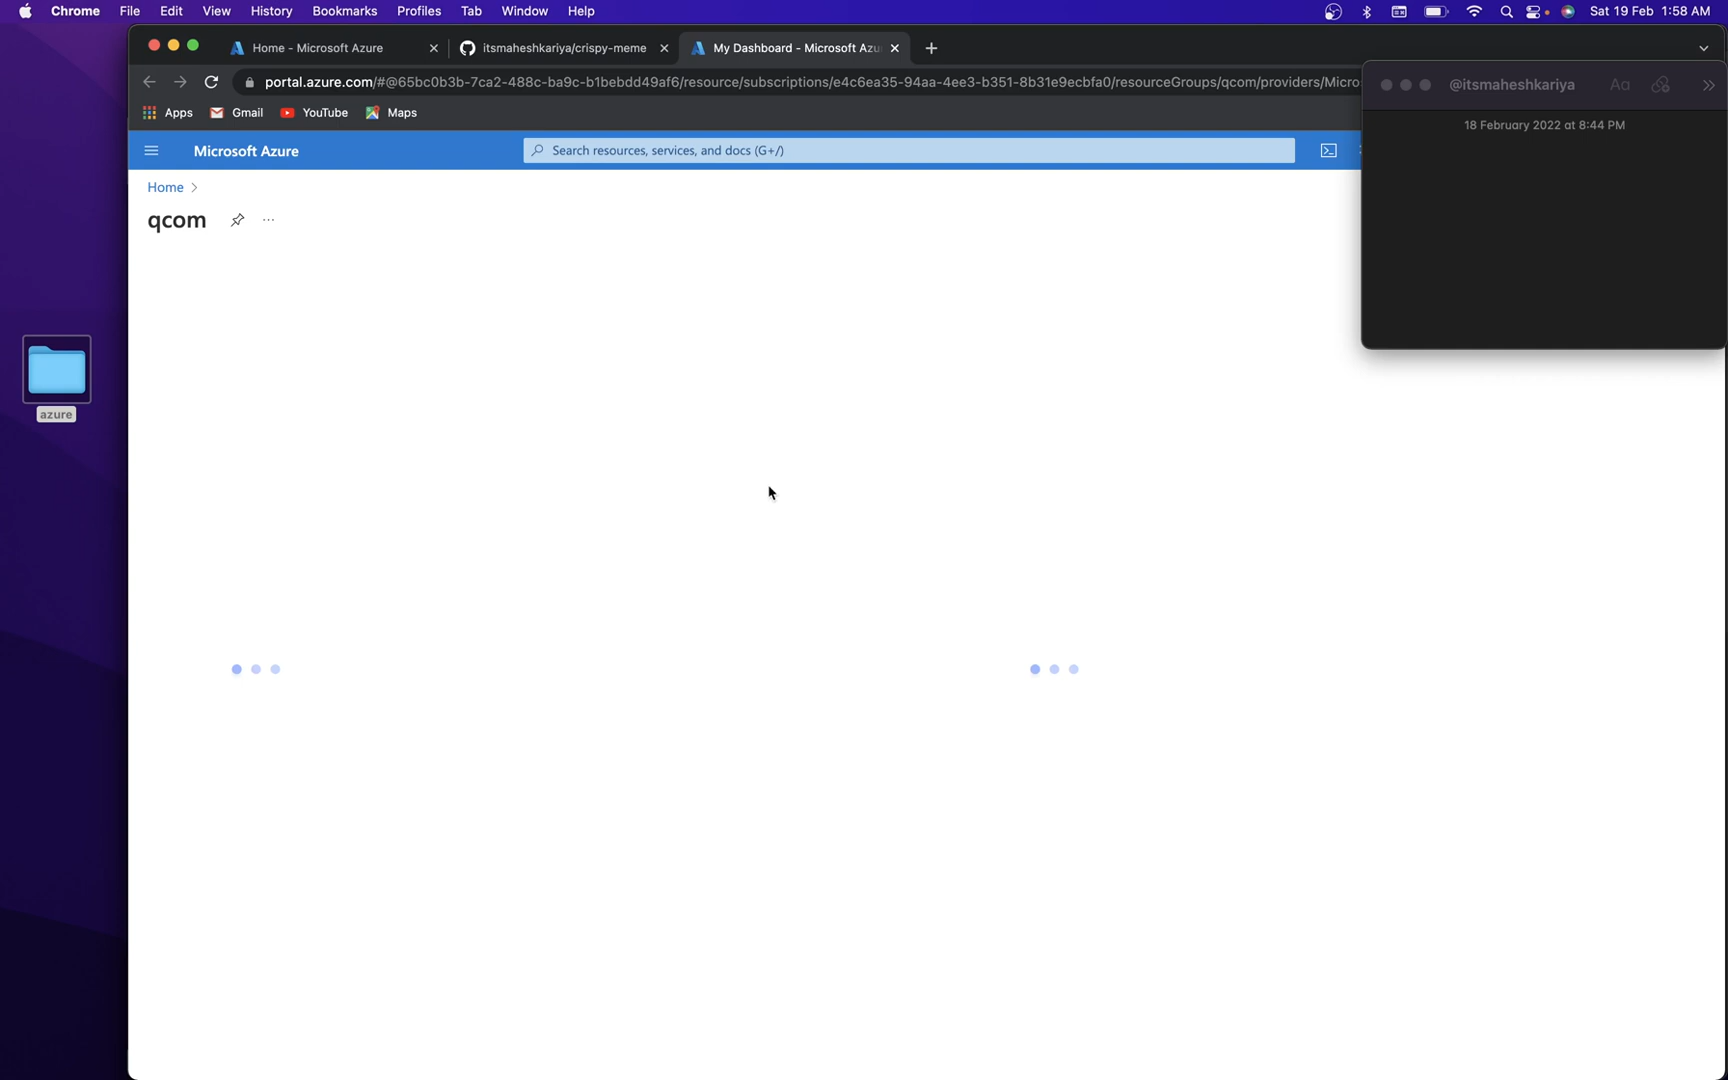 Chrome File Edit View History Bookmarks Profiles Tab Window Help Sat 19 Feb 1:58 AM
Home - Microsoft Azure itsmaheshkariya/crispy-meme My Dashboard - Microsoft Azu
portal.azure.com/#@65bc0b3b-7ca2-488c-ba9c-b1bebdd49af6/resource/subscriptions/e4c6ea35-94aa-4ee3-b351-8b31e9ecbfa0/resourceGroups/qcom/providers/Micro
@itsmaheshkariya Aa
Apps Gmail YouTube Maps
18 February 2022 at 8:44 PM
Microsoft Azure Search resources, services, and docs (G+/)
Home
qcom
azure